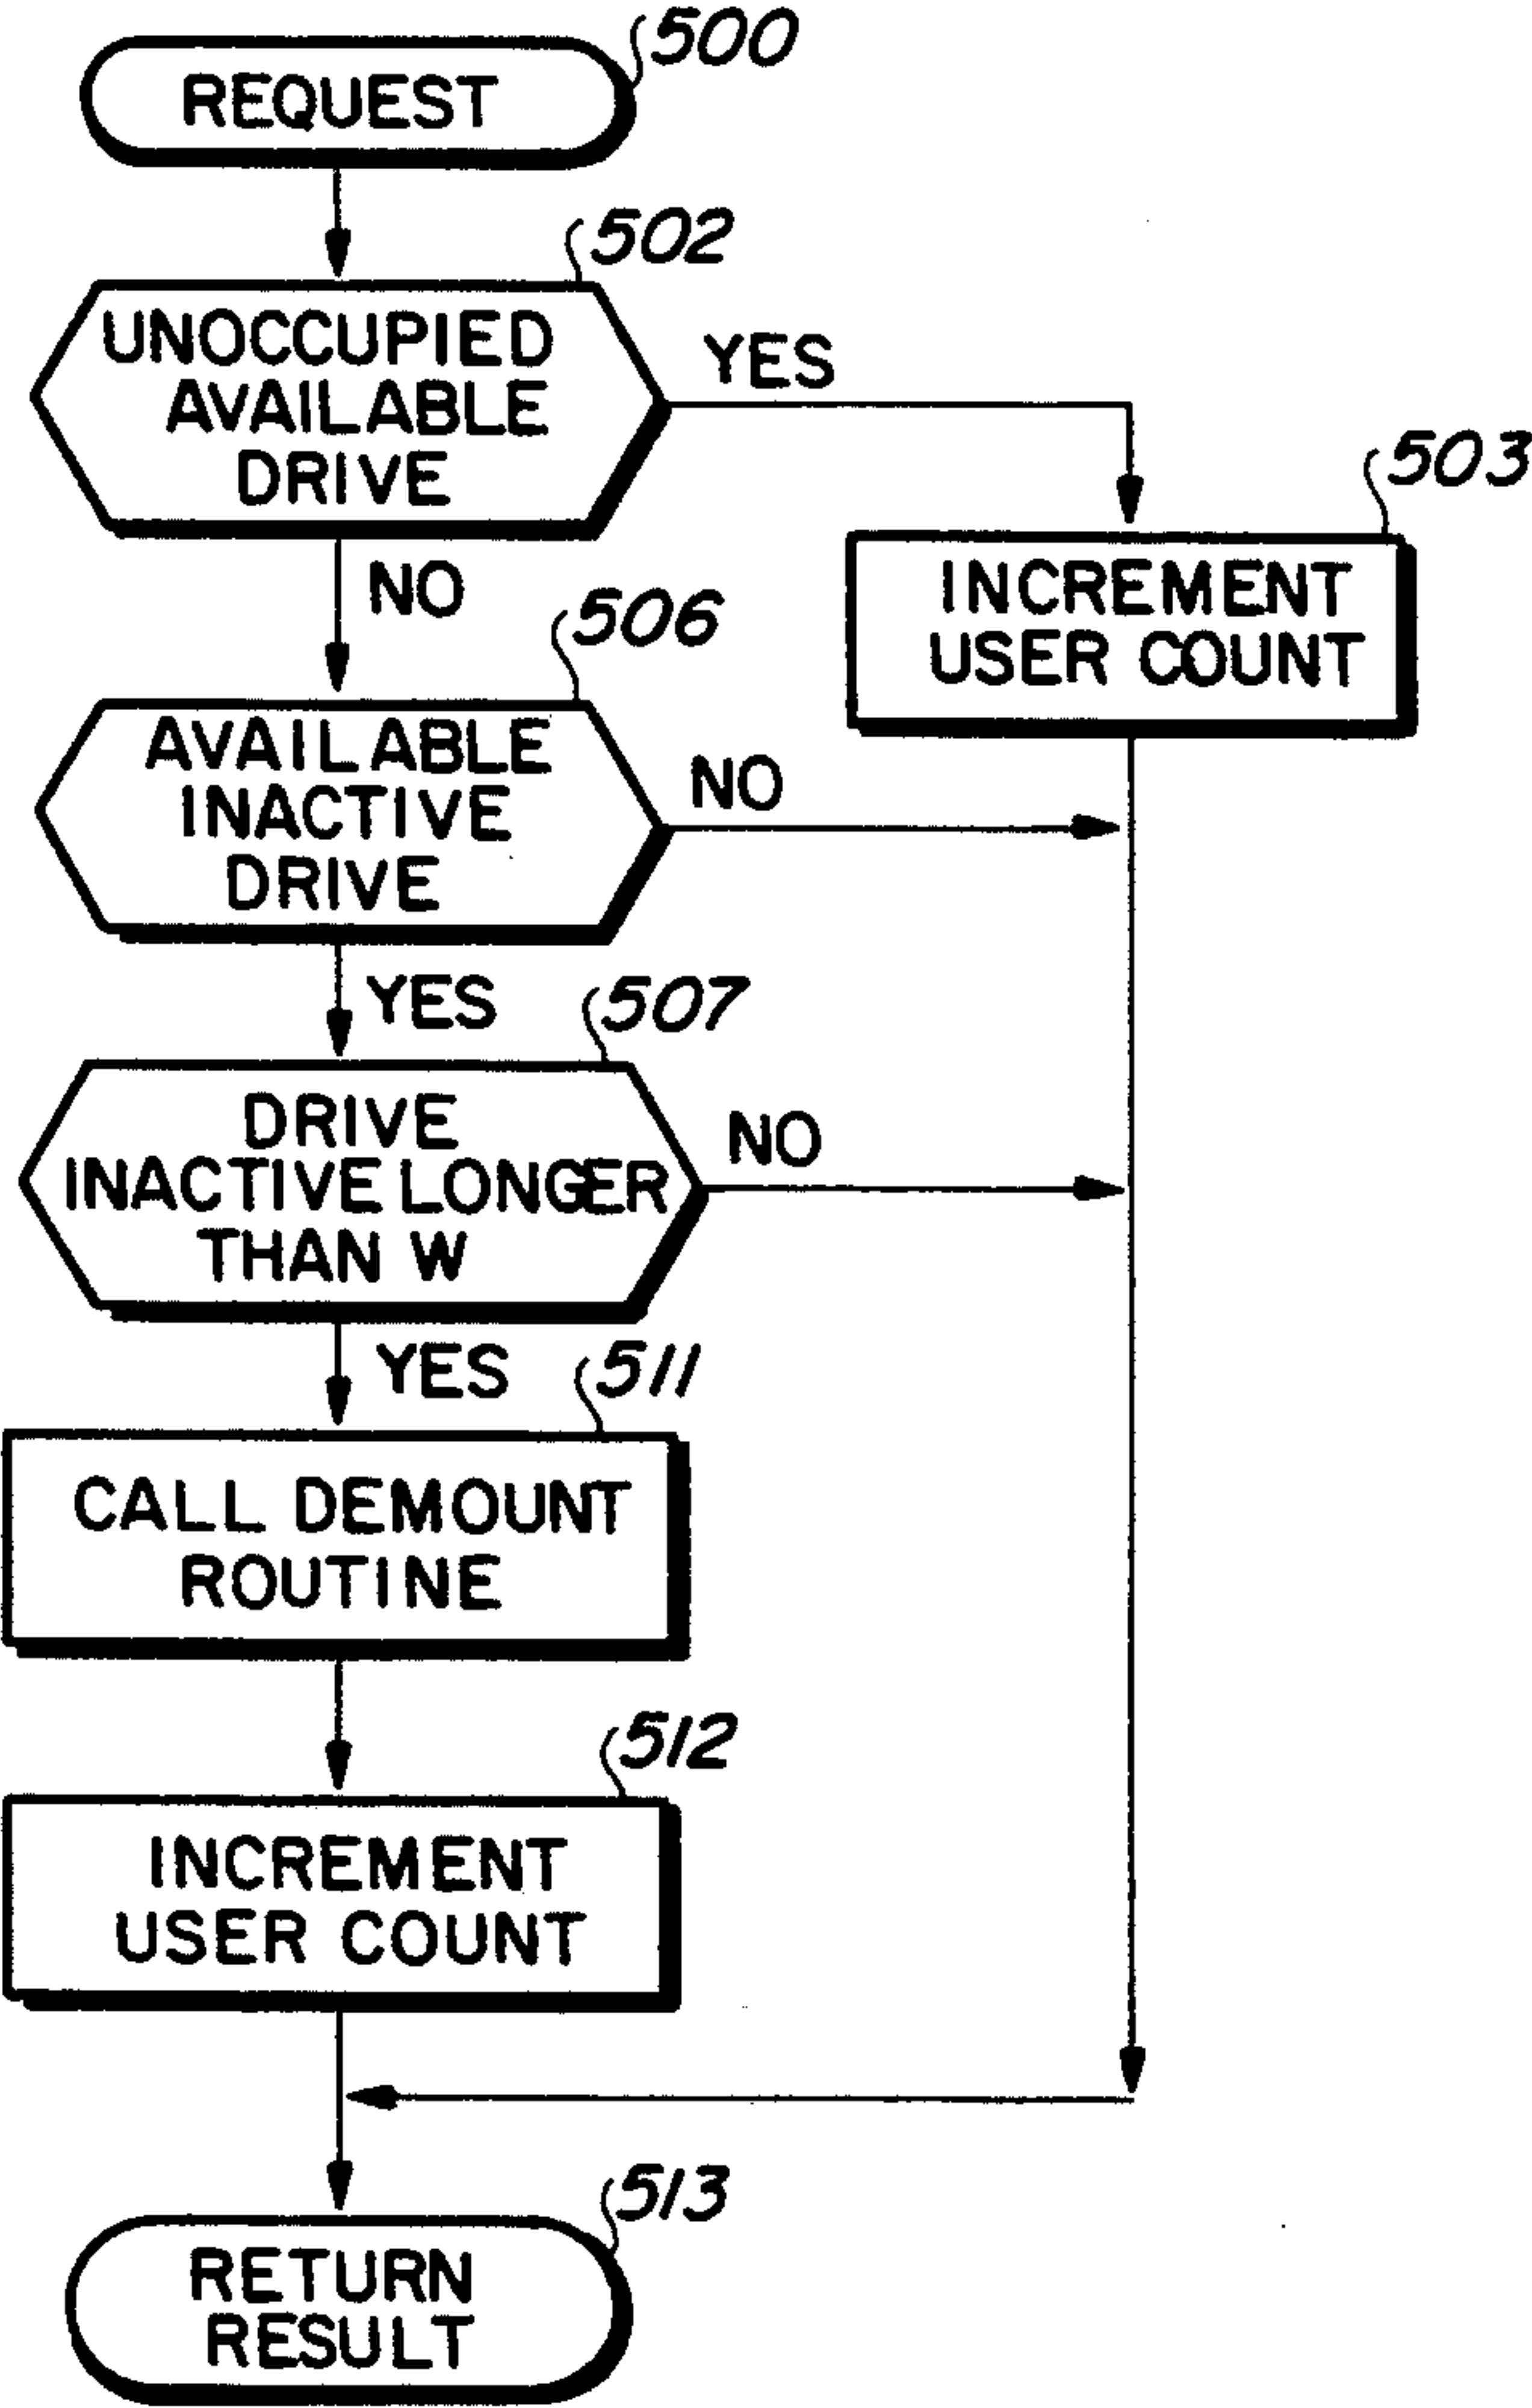 500
REQUEST
502
UNOCCUPIED
AVAILABLE
DRIVE
YES
503
INCREMENT
USER COUNT
NO
506
AVAILABLE
INACTIVE
DRIVE
NO
YES
507
DRIVE
INACTIVE LONGER
THAN W
NO
YES
511
CALL DEMOUNT
ROUTINE
512
INCREMENT
USER COUNT
513
RETURN
RESULT